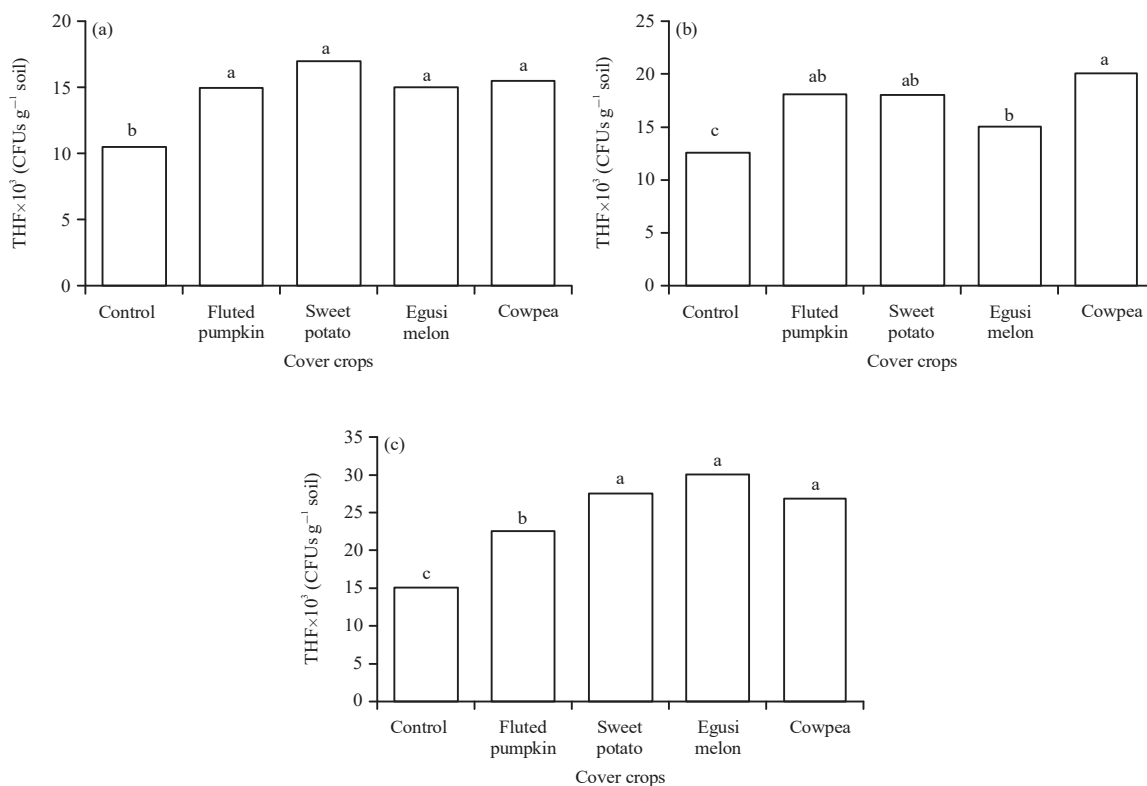 (a)
THF×10³ (CFUs g⁻¹ soil)
20
15
10
5
0
b
a
a
a
a
Control
Fluted
pumpkin
Sweet
potato
Egusi
melon
Cowpea
Cover crops
(b)
THF×10³ (CFUs g⁻¹ soil)
25
20
15
10
5
0
c
ab
ab
b
a
Control
Fluted
pumpkin
Sweet
potato
Egusi
melon
Cowpea
Cover crops
(c)
THF×10³ (CFUs g⁻¹ soil)
35
30
25
20
15
10
5
0
c
b
a
a
a
Control
Fluted
pumpkin
Sweet
potato
Egusi
melon
Cowpea
Cover crops